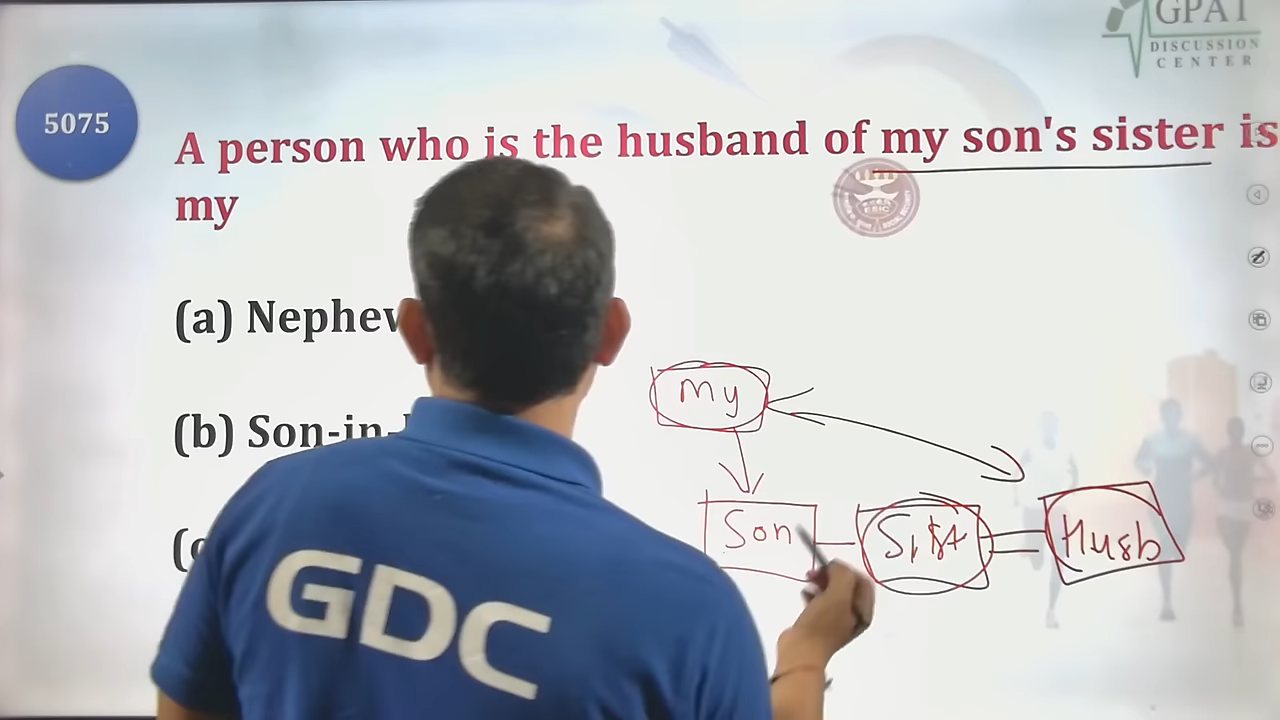 GPAT
DISCUSSION
CENTER
5075
A person who is the husband of my son's sister is
my
(a) Nephew
(b) Son-in-
My
Son
Sist
Husb
GDC